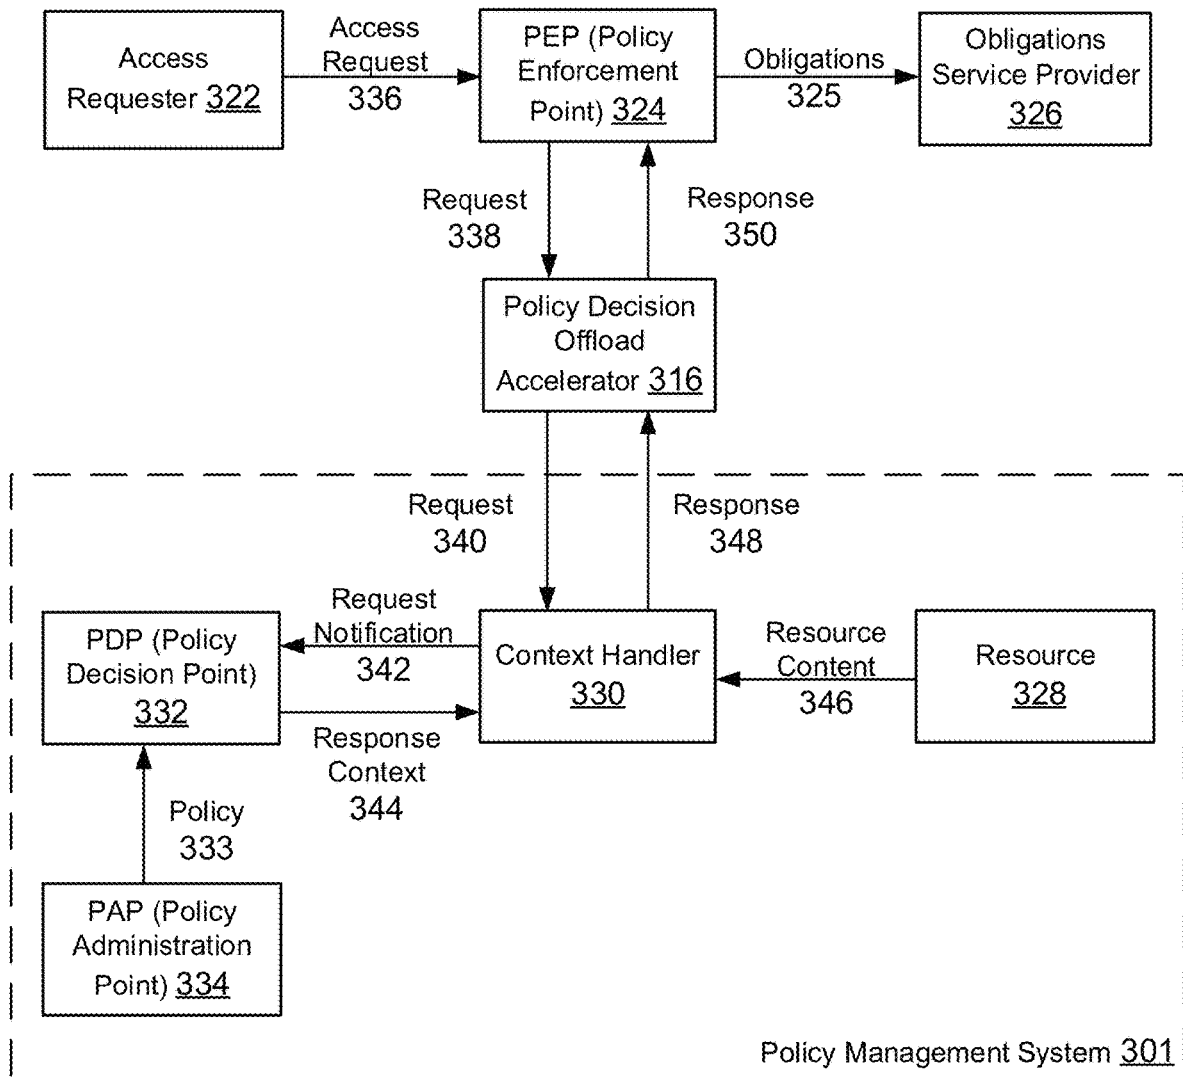 Access
Requester 322
Access
Request
336
PEP (Policy
Enforcement
Point) 324
Obligations
325
Obligations
Service Provider
326
Request
338
Response
350
Policy Decision
Offload
Accelerator 316
Request
340
Response
348
PDP (Policy
Decision Point)
332
Request
Notification
342
Response
Context
344
Context Handler
330
Resource
Content
346
Resource
328
Policy
333
PAP (Policy
Administration
Point) 334
Policy Management System 301